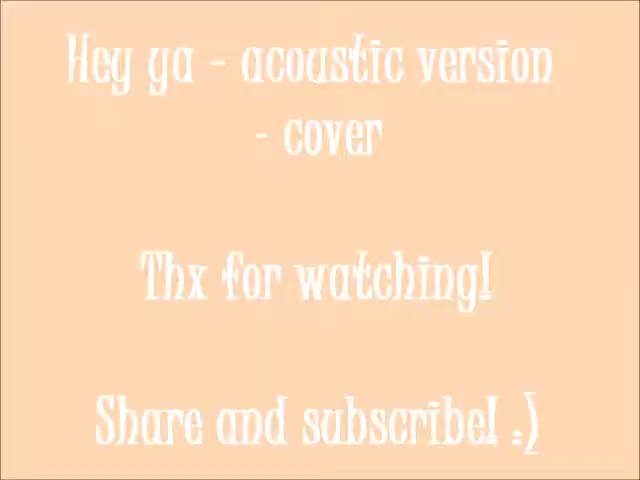 Hey ya - acoustic version
- cover
Thx for watching!
Share and subscribe! :)